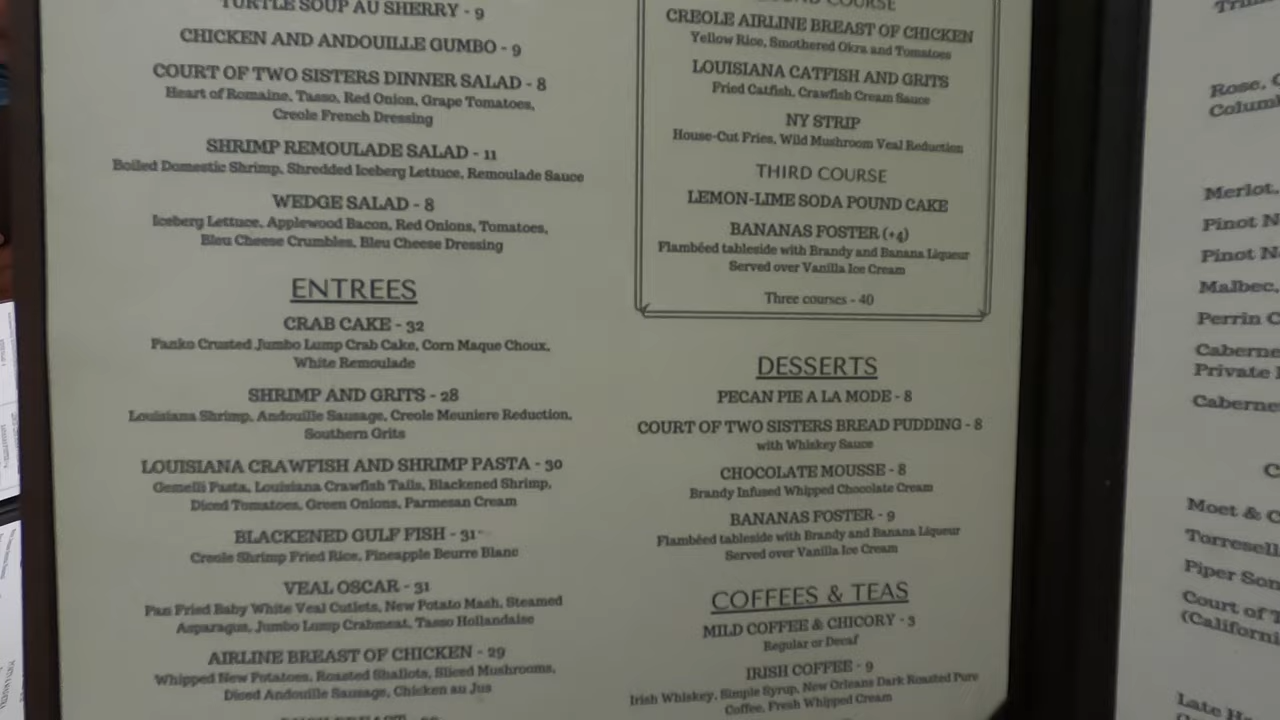 TURTLE SOUP AU SHERRY - 9
CHICKEN AND ANDOUILLE GUMBO - 9
COURT OF TWO SISTERS DINNER SALAD - 8
Heart of Romaine, Tasso, Red Onion, Grape Tomatoes,
Creole French Dressing
SHRIMP REMOULADE SALAD - 11
Boiled Domestic Shrimp, Shredded Iceberg Lettuce, Remoulade Sauce
WEDGE SALAD - 8
Iceberg Lettuce, Applewood Bacon, Red Onions, Tomatoes,
Bleu Cheese Crumbles, Bleu Cheese Dressing
ENTREES
CRAB CAKE - 32
Panko Crusted Jumbo Lump Crab Cake, Corn Maque Choux,
White Remoulade
SHRIMP AND GRITS - 28
Louisiana Shrimp, Andouille Sausage, Creole Meuniere Reduction,
Southern Grits
LOUISIANA CRAWFISH AND SHRIMP PASTA - 30
Gemelli Pasta, Louisiana Crawfish Tails, Blackened Shrimp,
Diced Tomatoes, Green Onions, Parmesan Cream
BLACKENED GULF FISH - 31
Creole Shrimp Fried Rice, Pineapple Beurre Blanc
VEAL OSCAR - 31
Pan Fried Baby White Veal Cutlets, New Potato Mash, Steamed
Asparagus, Jumbo Lump Crabmeat, Tasso Hollandaise
AIRLINE BREAST OF CHICKEN - 29
Whipped New Potatoes, Roasted Shallots, Sliced Mushrooms,
Diced Andouille Sausage, Chicken au Jus
COURSE
CREOLE AIRLINE BREAST OF CHICKEN
Yellow Rice, Smothered Okra and Tomatoes
LOUISIANA CATFISH AND GRITS
Fried Catfish, Crawfish Cream Sauce
NY STRIP
House-Cut Fries, Wild Mushroom Veal Reduction
THIRD COURSE
LEMON-LIME SODA POUND CAKE
BANANAS FOSTER (+4)
Flambéed tableside with Brandy and Banana Liqueur
Served over Vanilla Ice Cream
Three courses - 40
DESSERTS
PECAN PIE A LA MODE - 8
COURT OF TWO SISTERS BREAD PUDDING - 8
with Whiskey Sauce
CHOCOLATE MOUSSE - 8
Brandy Infused Whipped Chocolate Cream
BANANAS FOSTER - 9
Flambéed tableside with Brandy and Banana Liqueur
Served over Vanilla Ice Cream
COFFEES & TEAS
MILD COFFEE & CHICORY - 3
Regular or Decaf
IRISH COFFEE - 9
Irish Whiskey, Simple Syrup, New Orleans Dark Roasted Pure
Coffee, Fresh Whipped Cream
Rose,
Columb
Merlot,
Pinot N
Pinot N
Malbec,
Perrin C
Caberne
Private
Caberne
C
Moet & C
Torresell
Piper Son
Court of
(Californi
Late Ha